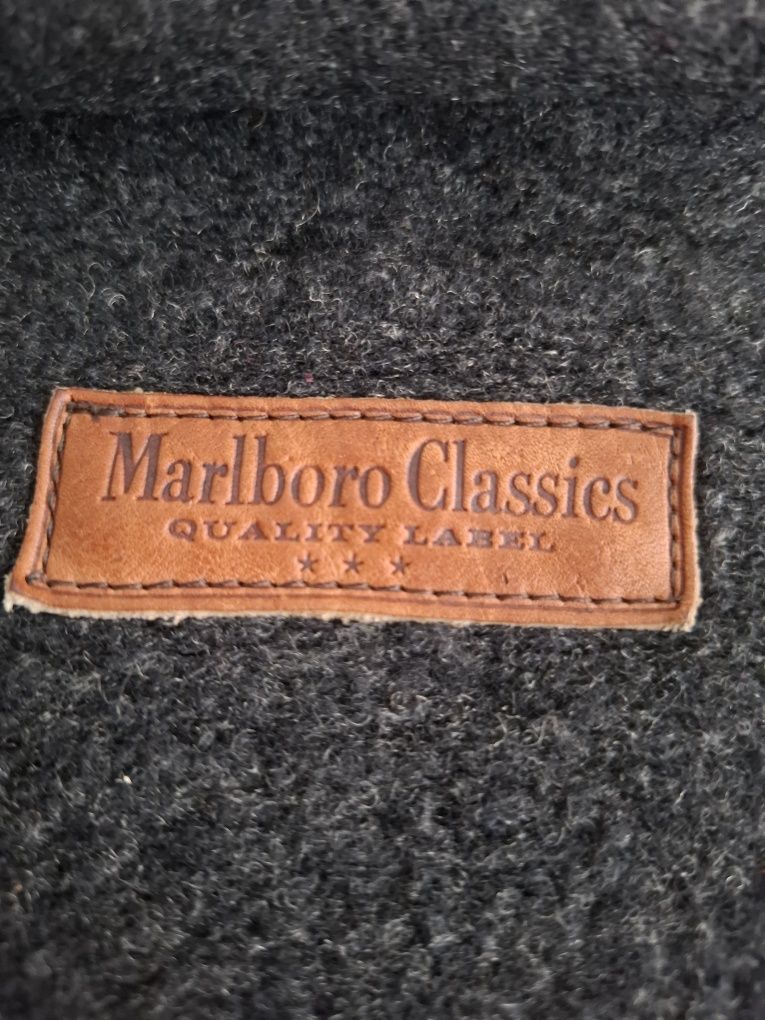 Marlboro Classics
QUALITY LABEL
★ ★ ★